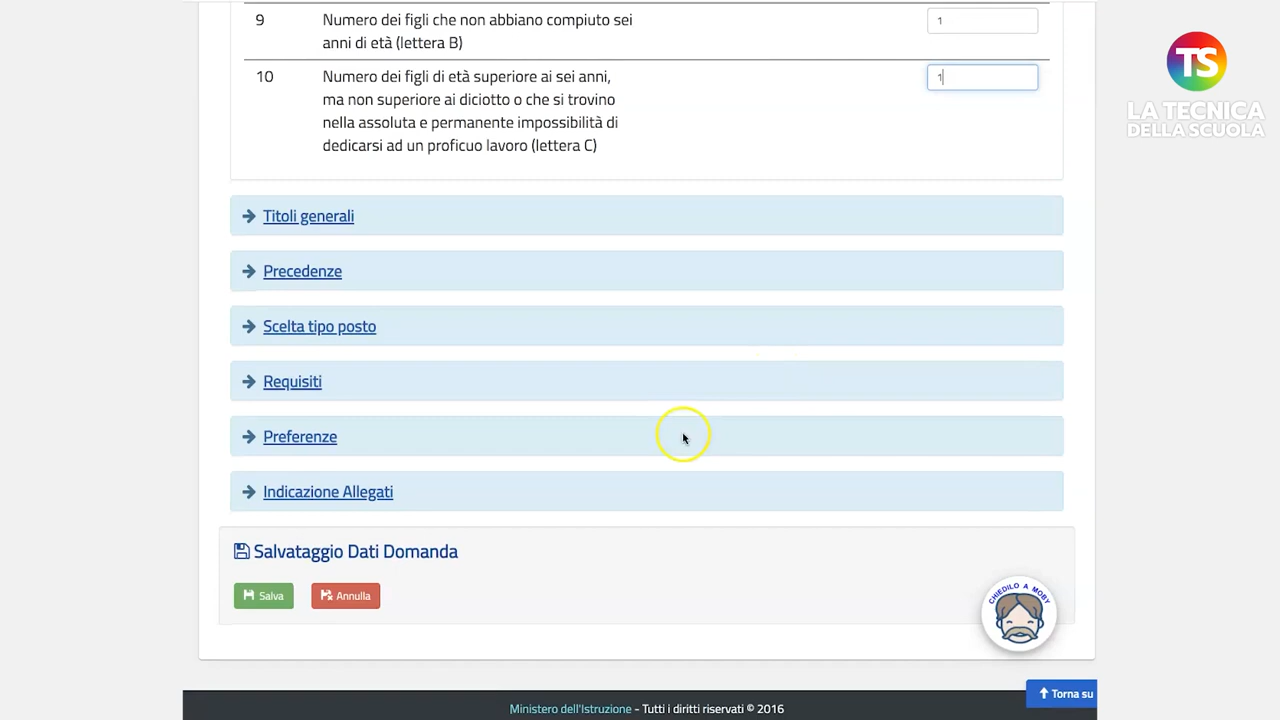 9 Numero dei figli che non abbiano compiuto sei 1
anni di età (lettera B)
10 Numero dei figli di età superiore ai sei anni, 1
ma non superiore ai diciotto o che si trovino
nella assoluta e permanente impossibilità di
dedicarsi ad un proficuo lavoro (lettera C)
TS
LA TECNICA
DELLA SCUOLA
Titoli generali
Precedenze
Scelta tipo posto
Requisiti
Preferenze
Indicazione Allegati
Salvataggio Dati Domanda
Salva Annulla
CHIEDILO A MOBY
Torna su
Ministero dell'Istruzione - Tutti i diritti riservati © 2016